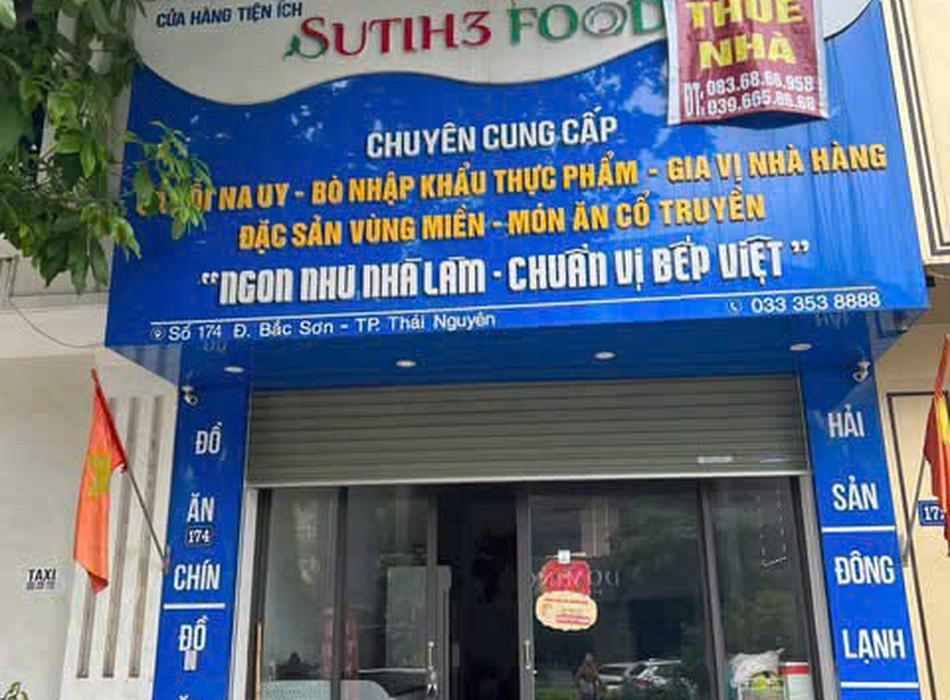 CỬA HÀNG TIỆN ÍCH
SUTIH3 FOOD
THUÊ
NHÀ
ĐT: 083.68.66.958
039.665.86.68
CHUYÊN CUNG CẤP
NA UY - BÒ NHẬP KHẨU THỰC PHẨM - GIA VỊ NHÀ HÀNG
ĐẶC SẢN VÙNG MIỀN - MÓN ĂN CỔ TRUYỀN
“NGON NHƯ NHÀ LÀM - CHUẨN VỊ BẾP VIỆT”
Số 174 Đ. Bắc Sơn - TP. Thái Nguyên
033 353 8888
ĐỒ
ĂN
174
CHÍN
ĐỒ
HẢI
SẢN
ĐÔNG
LẠNH
TAXI